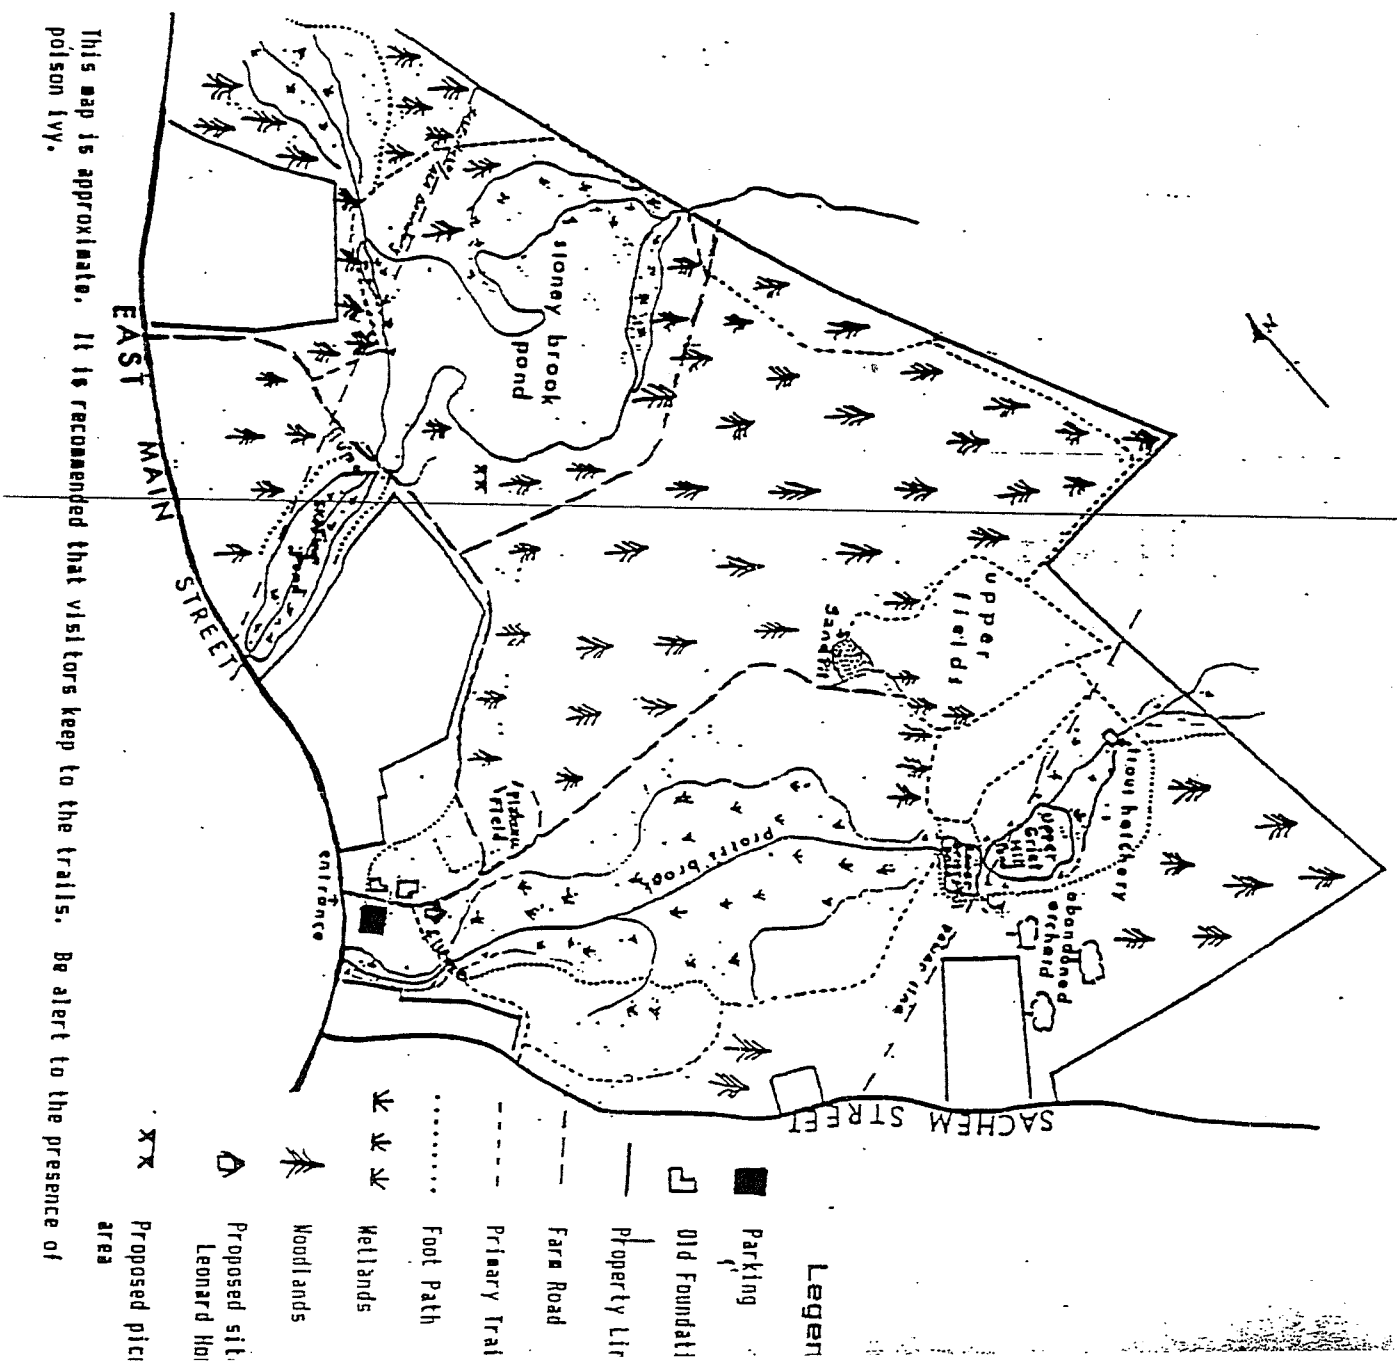 This map is approximate. It is recommended that visitors keep to the trails. Be alert to the presence of
poison ivy.
EAST MAIN STREET
stoney brook
pond
upper
fields
Sandpit
trout hatchery
Upper
Grist
Mill
abandoned
orchard
power line
Field
pond
entrance
SACHEM STREET
N
Legen
Parking
Old Foundati
Property Lin
Farm Road
Primary Trai
Foot Path
Wetlands
Woodlands
Proposed sit
Leonard Ho
Proposed picn
area